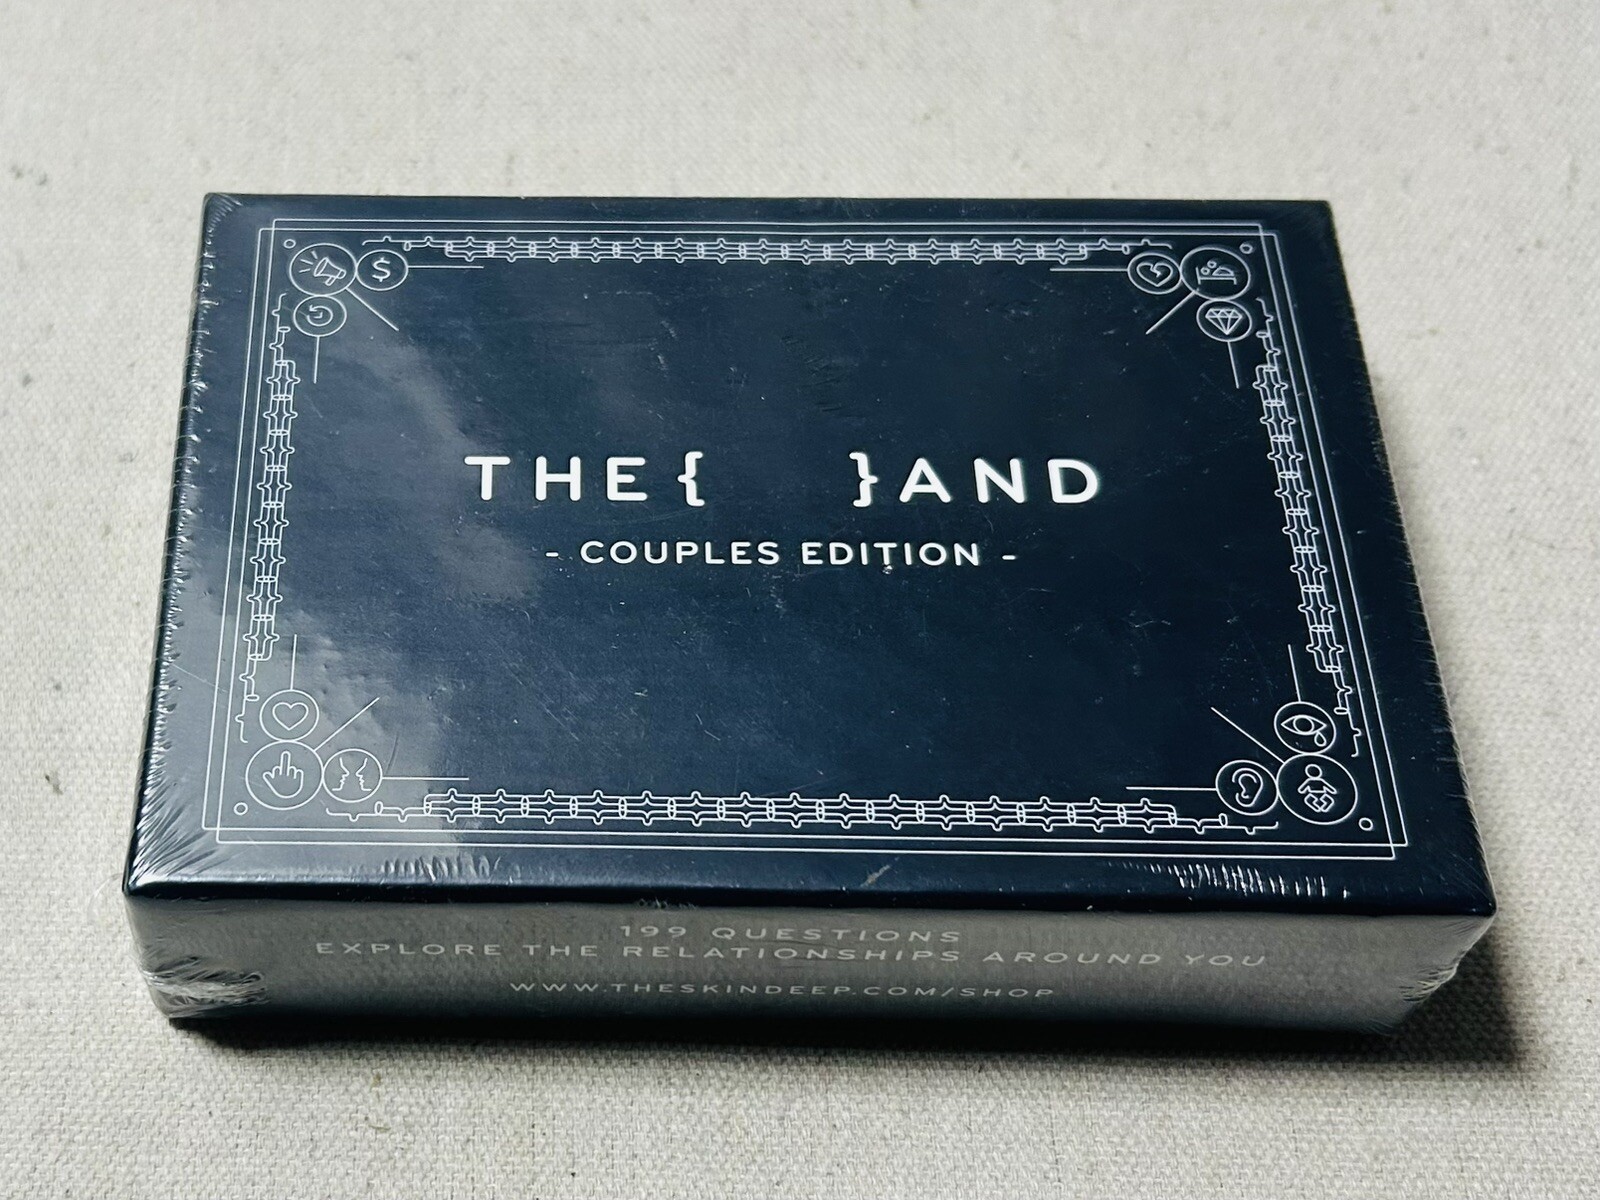 THE{ }AND
- COUPLES EDITION -
199 QUESTIONS
EXPLORE THE RELATIONSHIPS AROUND YOU
WWW.THESKINDEEP.COM/SHOP